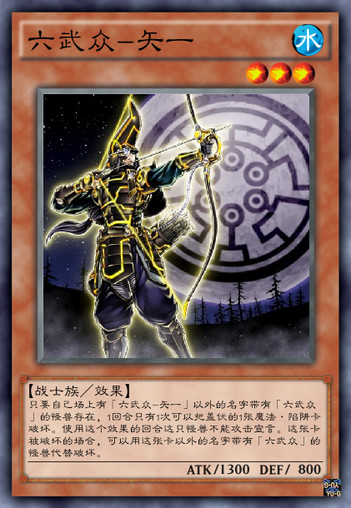 六武众-矢一
水
【战士族／效果】
只要自己场上有「六武众-矢一」以外的名字带有「六武众」
的怪兽存在，1回合只有1次可以把盖伏的1张魔法·陷阱卡
破坏。使用这个效果的回合这只怪兽不能攻击宣言。这张卡
被破坏的场合，可以用这张卡以外的名字带有「六武众」的
怪兽代替破坏。
ATK/1300 DEF/ 800